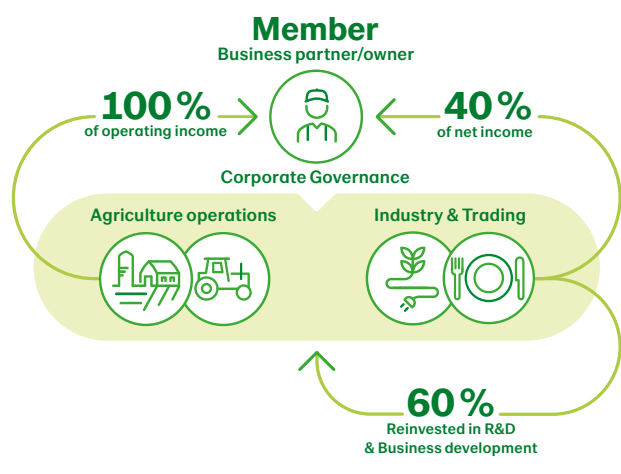 Member
Business partner/owner
100 %
of operating income
40 %
of net income
Corporate Governance
Agriculture operations
Industry & Trading
60 %
Reinvested in R&D
& Business development